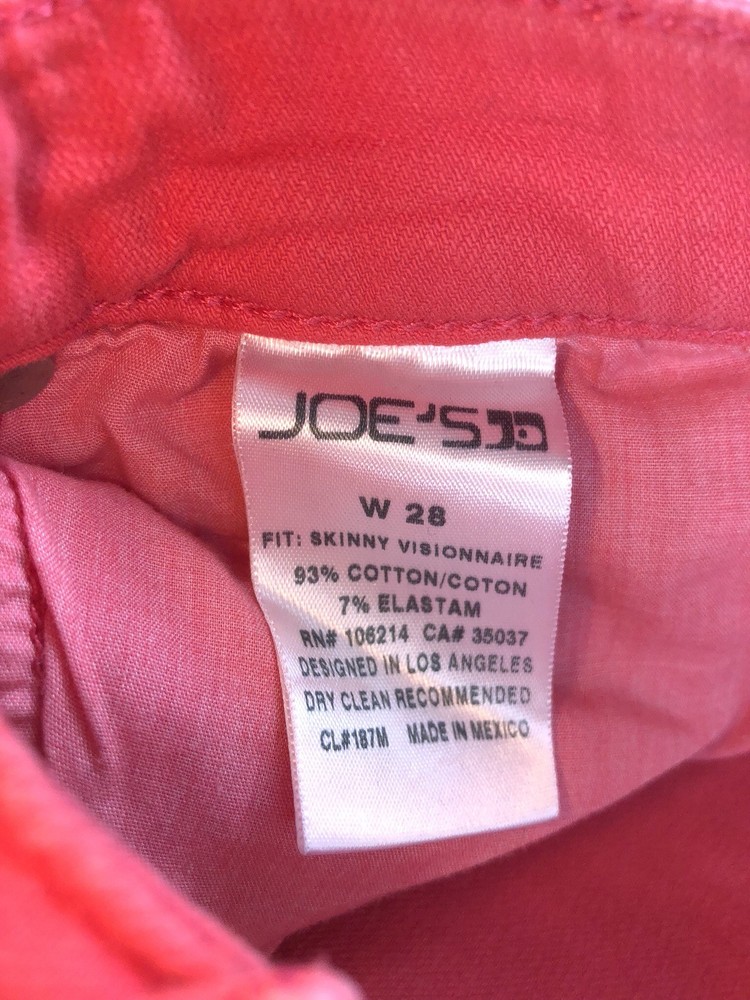 JOE'S JD
W 28
FIT: SKINNY VISIONNAIRE
93% COTTON/COTON
7% ELASTAM
RN# 106214 CA# 35037
DESIGNED IN LOS ANGELES
DRY CLEAN RECOMMENDED
CL#187M MADE IN MEXICO